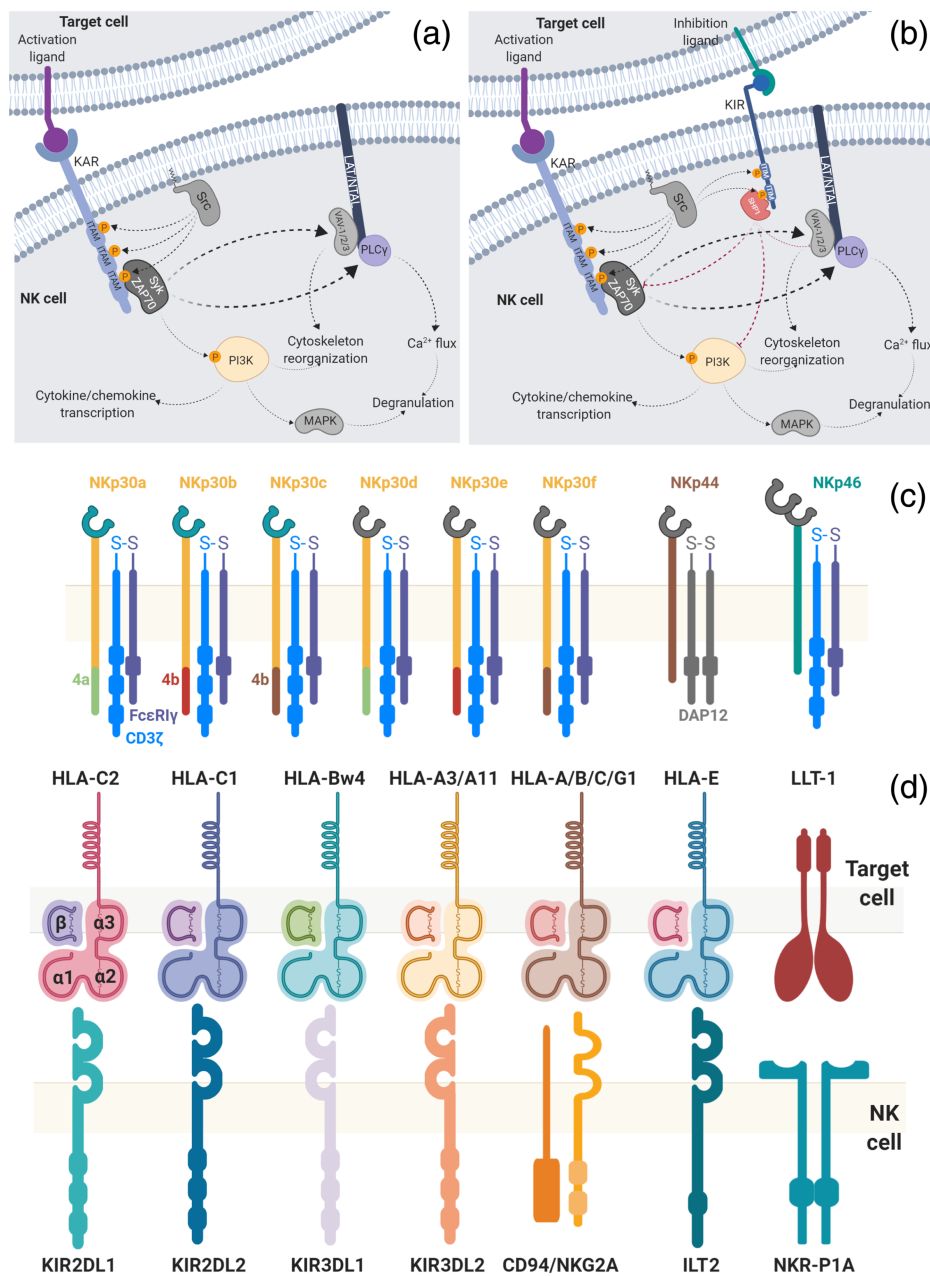 Target cell
(a)
Activation
ligand
KAR
LAT/NTAL
Src
P
ITAM
P
ITAM
P
ITAM
VAV-1/2/3
PLCγ
Syk
ZAP70
NK cell
P
PI3K
Cytoskeleton
reorganization
Ca²⁺ flux
Cytokine/chemokine
transcription
Degranulation
MAPK
Target cell
Inhibition
ligand
(b)
Activation
ligand
KIR
KAR
LAT/NTAL
Src
P
ITIM
P
ITIM
SHP1
P
ITAM
P
ITAM
P
ITAM
VAV-1/2/3
PLCγ
Syk
ZAP70
NK cell
P
PI3K
Cytoskeleton
reorganization
Ca²⁺ flux
Cytokine/chemokine
transcription
Degranulation
MAPK
(c)
NKp30a NKp30b NKp30c NKp30d NKp30e NKp30f NKp44 NKp46
S-S S-S S-S S-S S-S S-S S-S S-S
4a 4b 4b
FcεRIγ
CD3ζ
DAP12
(d)
HLA-C2 HLA-C1 HLA-Bw4 HLA-A3/A11 HLA-A/B/C/G1 HLA-E LLT-1
Target
cell
β α3
α1 α2
NK
cell
KIR2DL1 KIR2DL2 KIR3DL1 KIR3DL2 CD94/NKG2A ILT2 NKR-P1A